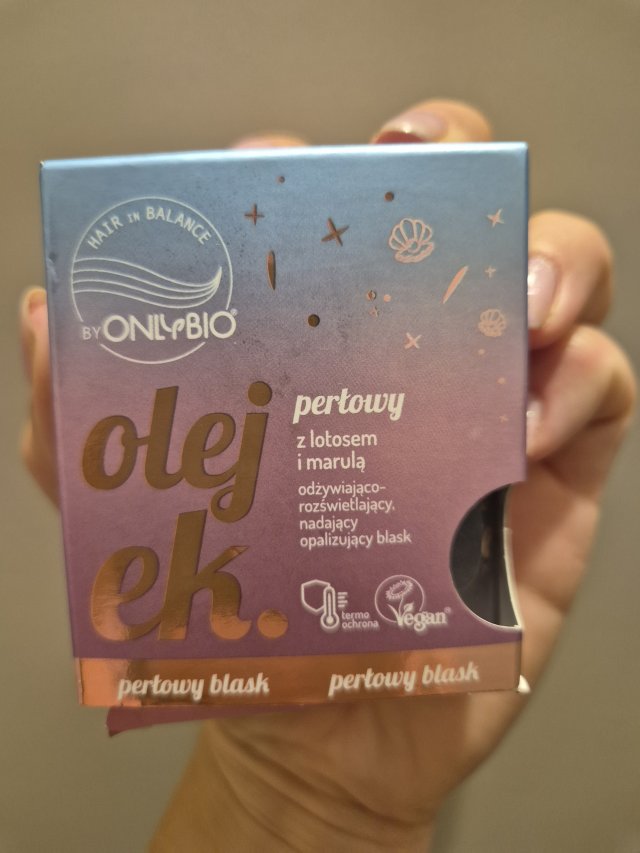 HAIR IN BALANCE
BY ONLYBIO®
olej
ek.
perłowy
z lotosem
i marulą
odżywiająco-
rozświetlający,
nadający
opalizujący blask
termo
ochrona
Vegan
perłowy blask
perłowy blask